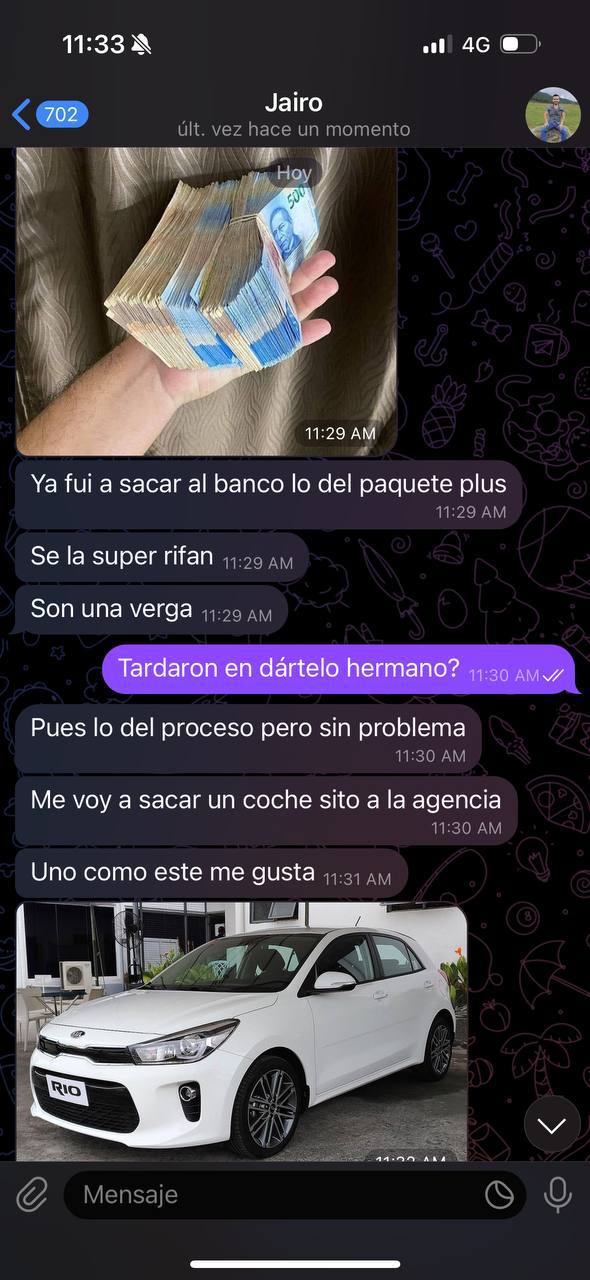 11:33
4G
702
Jairo
últ. vez hace un momento
Hoy
500
11:29 AM
Ya fui a sacar al banco lo del paquete plus
11:29 AM
Se la super rifan 11:29 AM
Son una verga 11:29 AM
Tardaron en dártelo hermano? 11:30 AM
Pues lo del proceso pero sin problema
11:30 AM
Me voy a sacar un coche sito a la agencia
11:30 AM
Uno como este me gusta 11:31 AM
KIA
RIO
11:32 AM
Mensaje